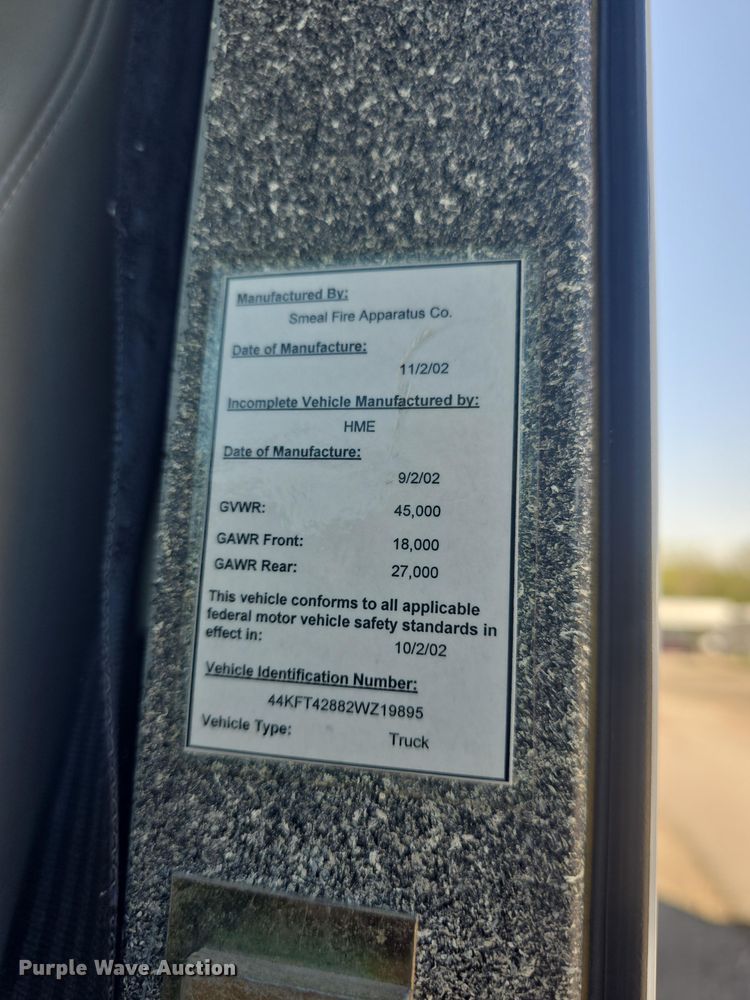 Manufactured By:
Smeal Fire Apparatus Co.
Date of Manufacture:
11/2/02
Incomplete Vehicle Manufactured by:
HME
Date of Manufacture:
9/2/02
GVWR: 45,000
GAWR Front: 18,000
GAWR Rear: 27,000
This vehicle conforms to all applicable
federal motor vehicle safety standards in
effect in: 10/2/02
Vehicle Identification Number:
44KFT42882WZ19895
Vehicle Type: Truck
Purple Wave Auction